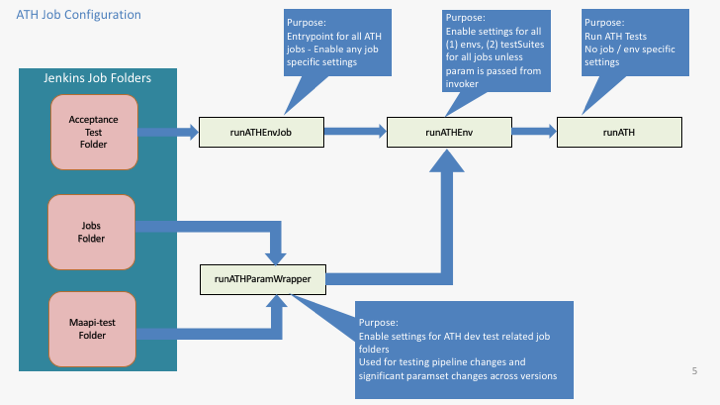 ATH Job Configuration
Purpose:
Entrypoint for all ATH
jobs - Enable any job
specific settings
Purpose:
Enable settings for all
(1) envs, (2) testSuites
for all jobs unless
param is passed from
invoker
Purpose:
Run ATH Tests
No job / env specific
settings
Jenkins Job Folders
Acceptance
Test
Folder
runATHEnvJob
runATHEnv
runATH
Jobs
Folder
runATHParamWrapper
Maapi-test
Folder
Purpose:
Enable settings for ATH dev test related job
folders
Used for testing pipeline changes and
significant paramset changes across versions
5